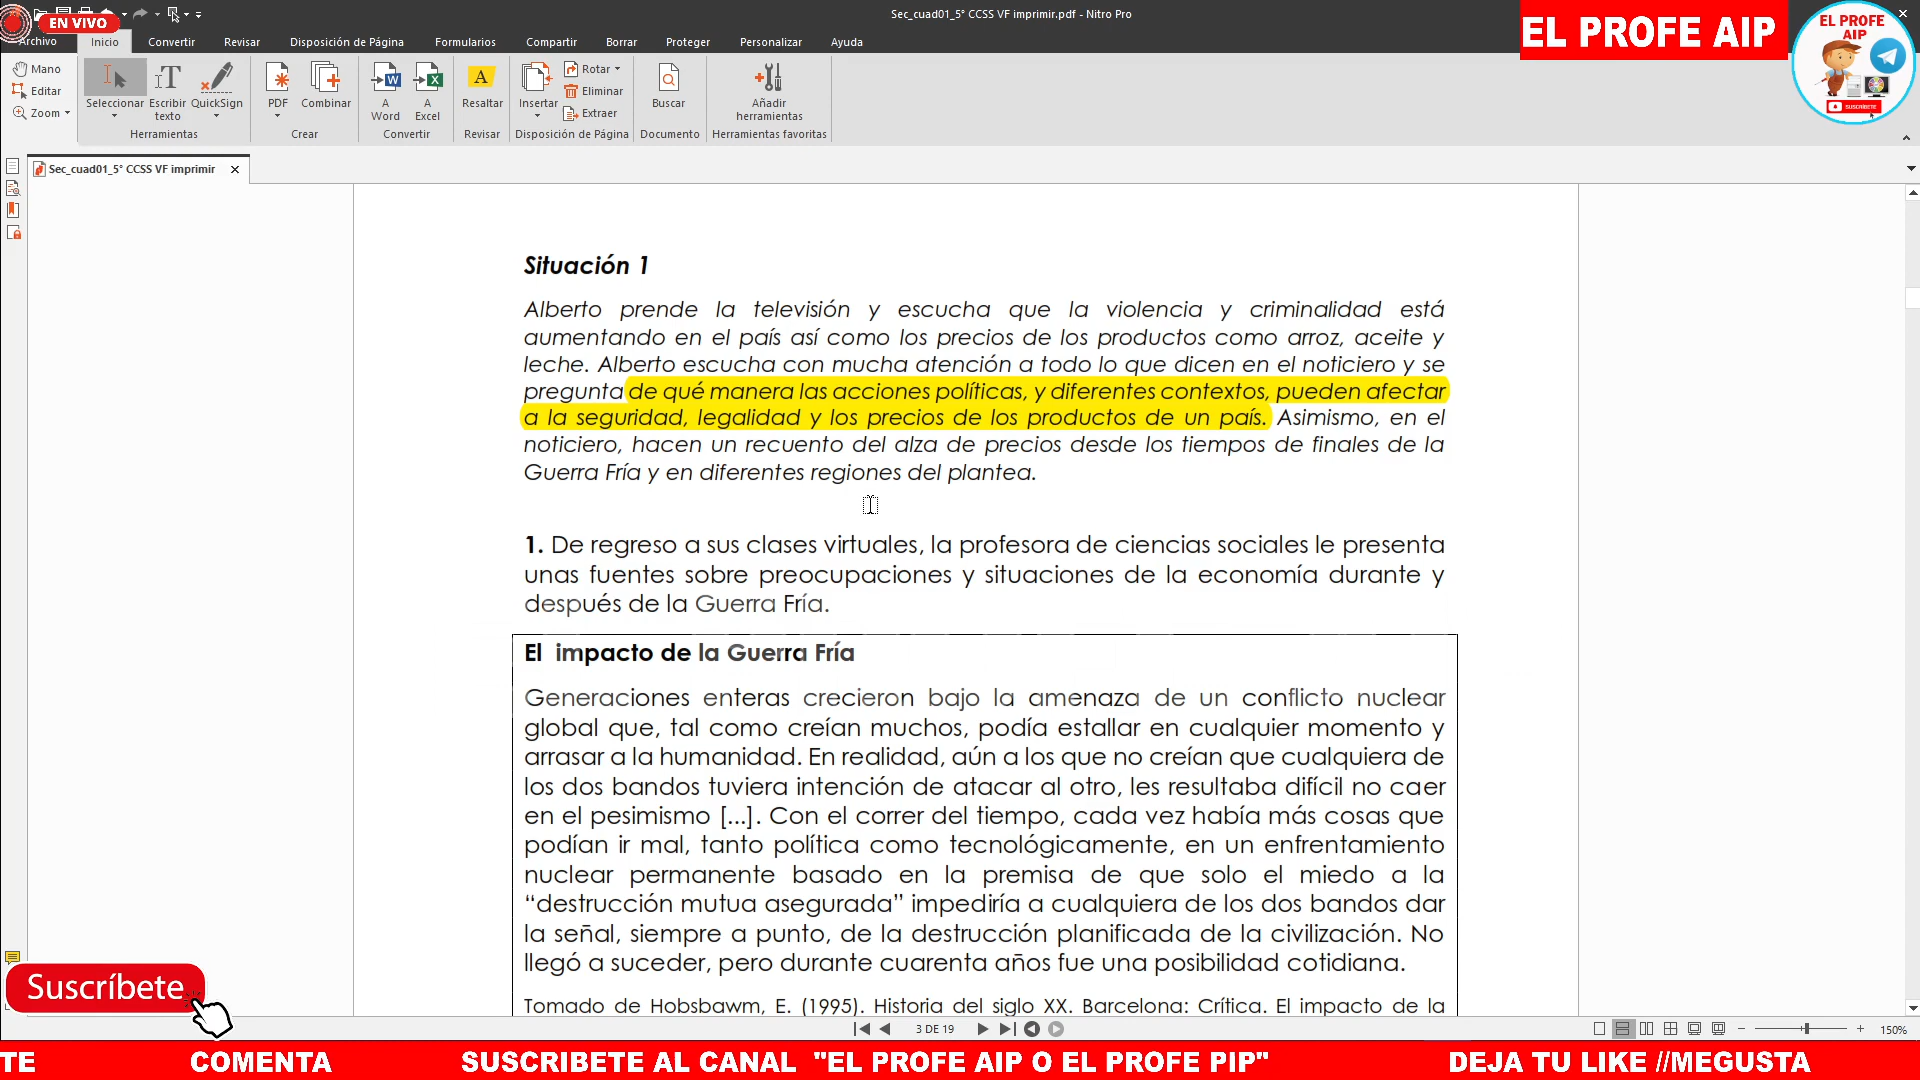 EN VIVO
Sec_cuad01_5° CCSS VF imprimir.pdf - Nitro Pro
EL PROFE AIP
EL PROFE
AIP
SUSCRIBETE
Archivo
Inicio
Convertir
Revisar
Disposición de Página
Formularios
Compartir
Borrar
Proteger
Personalizar
Ayuda
Mano
Editar
Zoom
Seleccionar
Escribir
texto
QuickSign
Herramientas
PDF
Combinar
Crear
A
Word
A
Excel
Convertir
Resaltar
Revisar
Insertar
Rotar
Eliminar
Extraer
Disposición de Página
Buscar
Documento
Añadir
herramientas
Herramientas favoritas
Sec_cuad01_5° CCSS VF imprimir
Situación 1
Alberto prende la televisión y escucha que la violencia y criminalidad está
aumentando en el país así como los precios de los productos como arroz, aceite y
leche. Alberto escucha con mucha atención a todo lo que dicen en el noticiero y se
pregunta de qué manera las acciones políticas, y diferentes contextos, pueden afectar
a la seguridad, legalidad y los precios de los productos de un país. Asimismo, en el
noticiero, hacen un recuento del alza de precios desde los tiempos de finales de la
Guerra Fría y en diferentes regiones del plantea.
1. De regreso a sus clases virtuales, la profesora de ciencias sociales le presenta
unas fuentes sobre preocupaciones y situaciones de la economía durante y
después de la Guerra Fría.
El impacto de la Guerra Fría
Generaciones enteras crecieron bajo la amenaza de un conflicto nuclear
global que, tal como creían muchos, podía estallar en cualquier momento y
arrasar a la humanidad. En realidad, aún a los que no creían que cualquiera de
los dos bandos tuviera intención de atacar al otro, les resultaba difícil no caer
en el pesimismo [...]. Con el correr del tiempo, cada vez había más cosas que
podían ir mal, tanto política como tecnológicamente, en un enfrentamiento
nuclear permanente basado en la premisa de que solo el miedo a la
“destrucción mutua asegurada” impediría a cualquiera de los dos bandos dar
la señal, siempre a punto, de la destrucción planificada de la civilización. No
llegó a suceder, pero durante cuarenta años fue una posibilidad cotidiana.
Tomado de Hobsbawm, E. (1995). Historia del siglo XX. Barcelona: Crítica. El impacto de la
Suscríbete
3 DE 19
150%
TE COMENTA SUSCRIBETE AL CANAL "EL PROFE AIP O EL PROFE PIP" DEJA TU LIKE //MEGUSTA